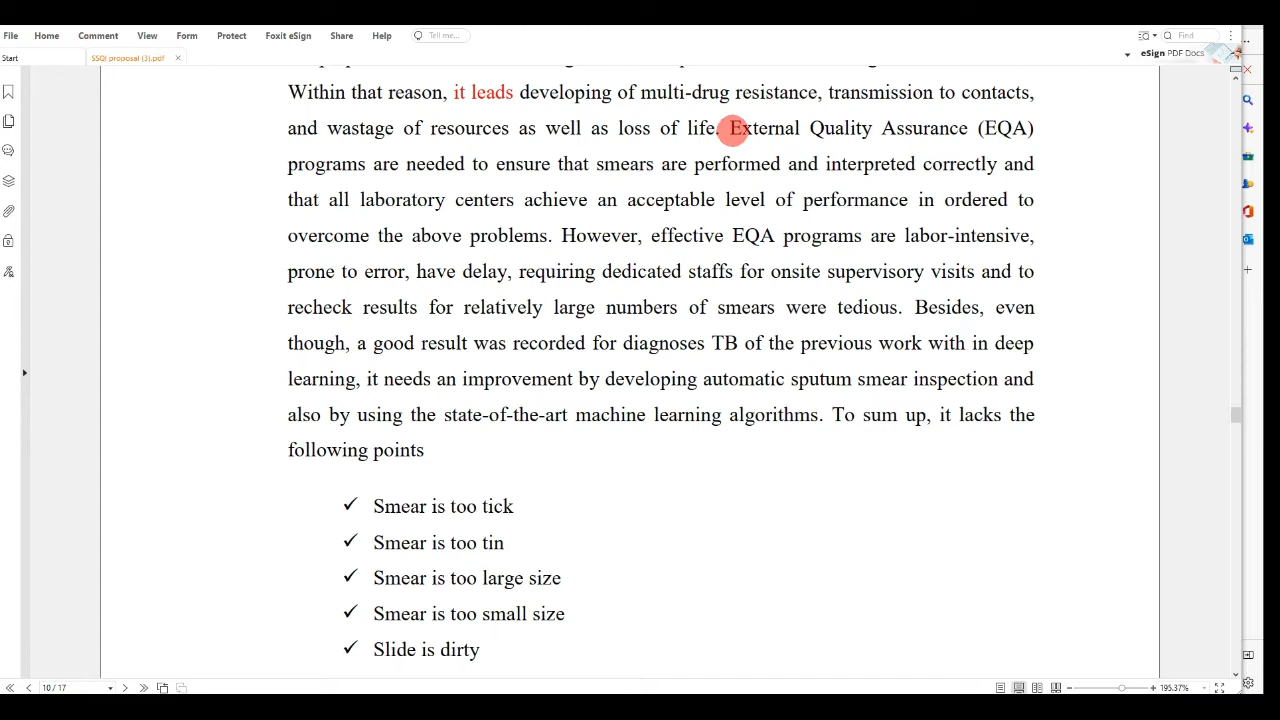 File Home Comment View Form Protect Foxit eSign Share Help Tell me... Find
Start SSQI proposal (3).pdf eSign PDF Docs
Within that reason, it leads developing of multi-drug resistance, transmission to contacts,
and wastage of resources as well as loss of life. External Quality Assurance (EQA)
programs are needed to ensure that smears are performed and interpreted correctly and
that all laboratory centers achieve an acceptable level of performance in ordered to
overcome the above problems. However, effective EQA programs are labor-intensive,
prone to error, have delay, requiring dedicated staffs for onsite supervisory visits and to
recheck results for relatively large numbers of smears were tedious. Besides, even
though, a good result was recorded for diagnoses TB of the previous work with in deep
learning, it needs an improvement by developing automatic sputum smear inspection and
also by using the state-of-the-art machine learning algorithms. To sum up, it lacks the
following points
✓ Smear is too tick
✓ Smear is too tin
✓ Smear is too large size
✓ Smear is too small size
✓ Slide is dirty
10 / 17 195.37%